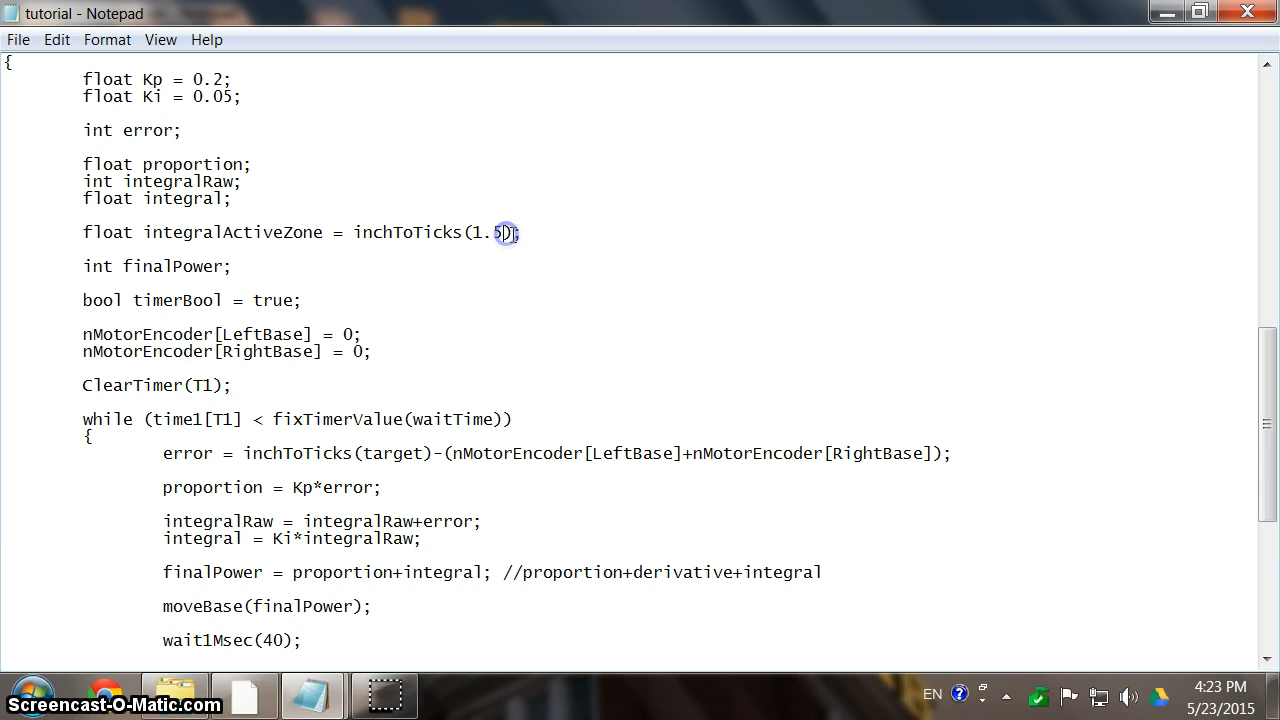 tutorial - Notepad
File Edit Format View Help
{
float Kp = 0.2;
float Ki = 0.05;
int error;
float proportion;
int integralRaw;
float integral;
float integralActiveZone = inchToTicks(1.5);
int finalPower;
bool timerBool = true;
nMotorEncoder[LeftBase] = 0;
nMotorEncoder[RightBase] = 0;
ClearTimer(T1);
while (time1[T1] < fixTimerValue(waitTime))
{
error = inchToTicks(target)-(nMotorEncoder[LeftBase]+nMotorEncoder[RightBase]);
proportion = Kp*error;
integralRaw = integralRaw+error;
integral = Ki*integralRaw;
finalPower = proportion+integral; //proportion+derivative+integral
moveBase(finalPower);
wait1Msec(40);
Screencast-O-Matic.com
EN
4:23 PM
5/23/2015